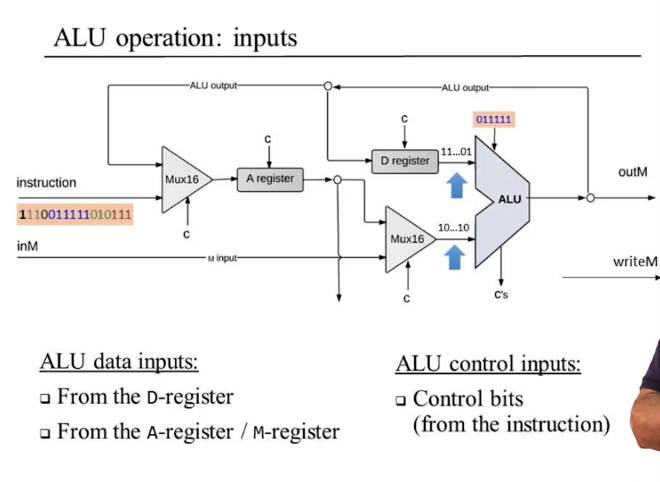 ALU operation: inputs
ALU output
ALU output
C
C
011111
Mux16
A register
D register
11...01
instruction
1110011111010111
C
ALU
outM
Mux16
10...10
inM
M input
C
C's
writeM
ALU data inputs:
❏ From the D-register
❏ From the A-register / M-register
ALU control inputs:
❏ Control bits
(from the instruction)